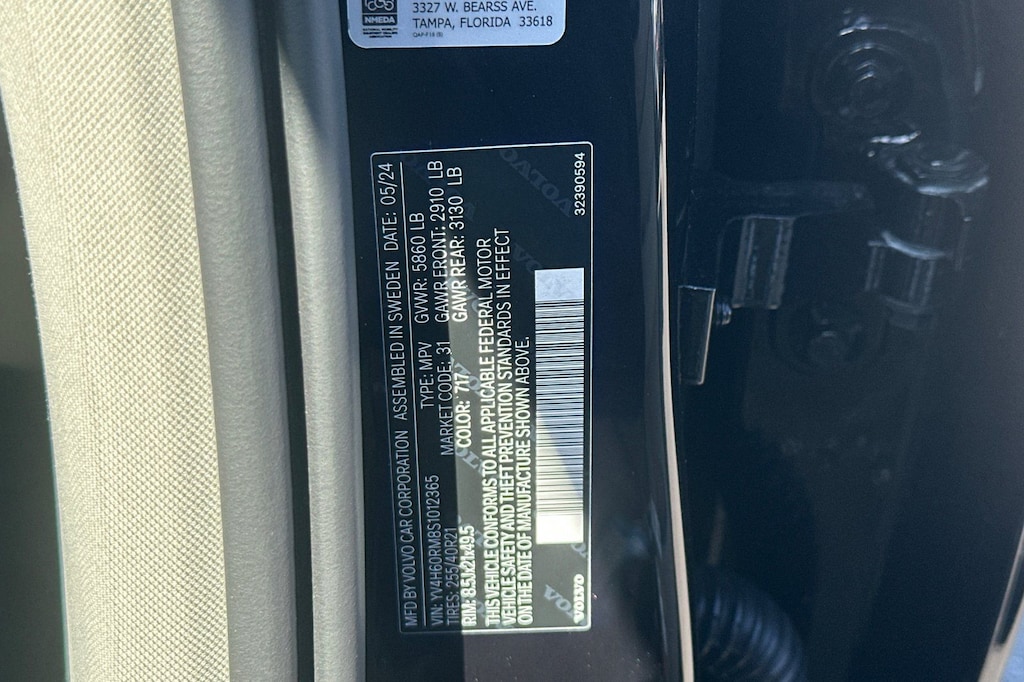 NMEDA
3327 W. BEARSS AVE.
TAMPA, FLORIDA 33618
QAP-F18 (B)
MFD BY VOLVO CAR CORPORATION ASSEMBLED IN SWEDEN DATE: 05/24
VIN: YV4H60RM8S1012365 TYPE: MPV GVWR: 5860 LB
TIRES: 255/40R21 MARKET CODE: 31 GAWR FRONT: 2910 LB
RIM: 8.5Jx21x49.5 COLOR: 717 GAWR REAR: 3130 LB
THIS VEHICLE CONFORMS TO ALL APPLICABLE FEDERAL MOTOR
VEHICLE SAFETY AND THEFT PREVENTION STANDARDS IN EFFECT
ON THE DATE OF MANUFACTURE SHOWN ABOVE.
VOLVO 32390594